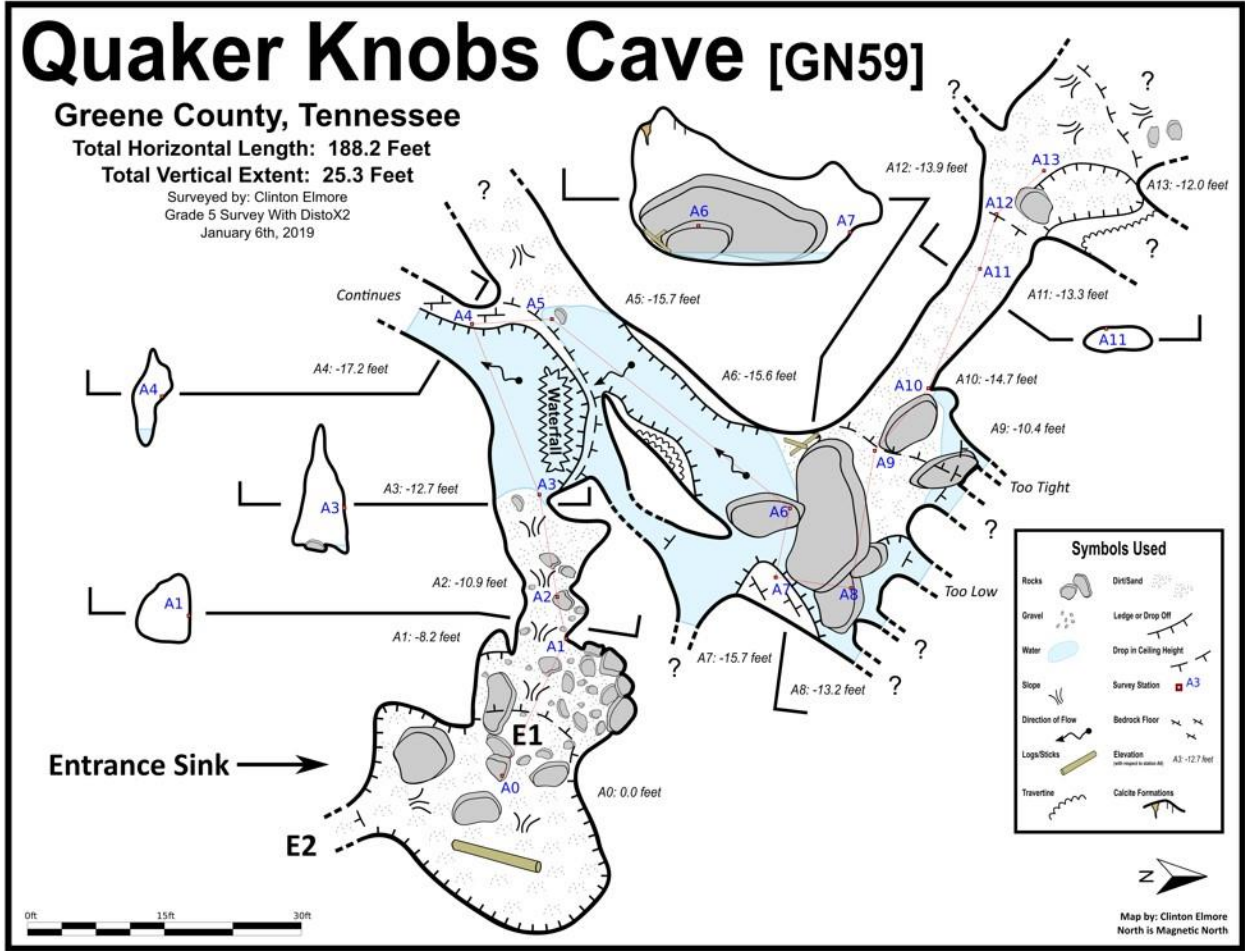 Quaker Knobs Cave [GN59]
Greene County, Tennessee
Total Horizontal Length: 188.2 Feet
Total Vertical Extent: 25.3 Feet
Surveyed by: Clinton Elmore
Grade 5 Survey With DistoX2
January 6th, 2019
?
?
?
A12: -13.9 feet
A13
A13: -12.0 feet
A12
?
A6
A7
A11
A11: -13.3 feet
A11
Continues
A4
A5
A5: -15.7 feet
A4: -17.2 feet
A4
Waterfall
A6: -15.6 feet
A10
A10: -14.7 feet
A9: -10.4 feet
A9
Too Tight
?
A3: -12.7 feet
A3
A3
A6
A2: -10.9 feet
A2
A7
A8
Too Low
?
?
?
A1
A1: -8.2 feet
A1
A7: -15.7 feet
A8: -13.2 feet
E1
Entrance Sink
A0
A0: 0.0 feet
E2
0ft
15ft
30ft
Symbols Used
Rocks
Dirt/Sand
Gravel
Ledge or Drop Off
Water
Drop in Ceiling Height
Slope
Survey Station
A3
Direction of Flow
Bedrock Floor
Logs/Sticks
Elevation
(with respect to station A0)
A3: -12.7 feet
Travertine
Calcite Formations
N
Map by: Clinton Elmore
North is Magnetic North